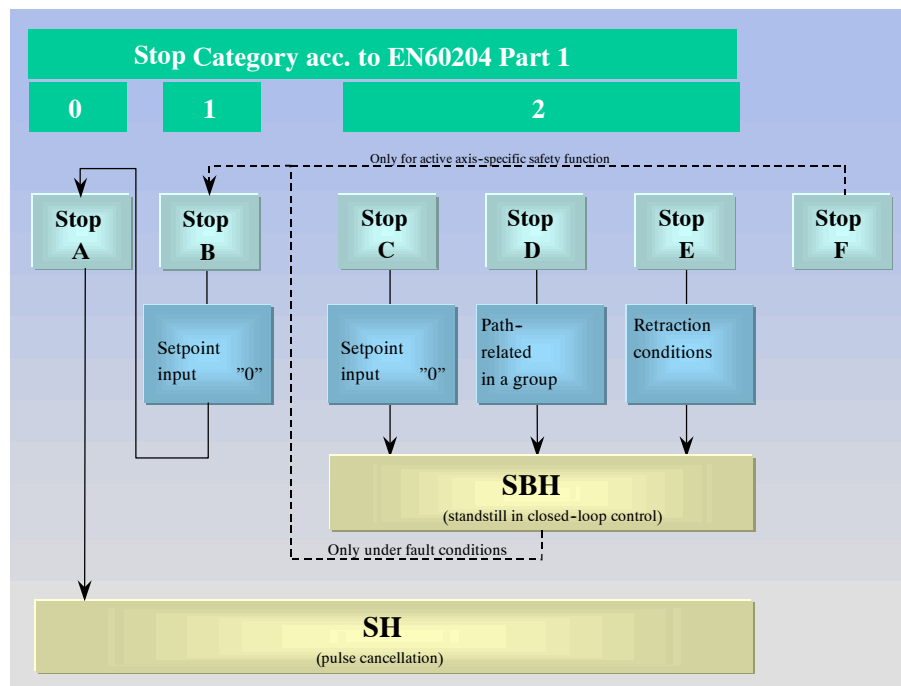 Stop Category acc. to EN60204 Part 1
0
1
2
Only for active axis-specific safety function
Stop
A
Stop
B
Stop
C
Stop
D
Stop
E
Stop
F
Setpoint
input ”0”
Setpoint
input ”0”
Path-
related
in a group
Retraction
conditions
SBH
(standstill in closed-loop control)
Only under fault conditions
SH
(pulse cancellation)